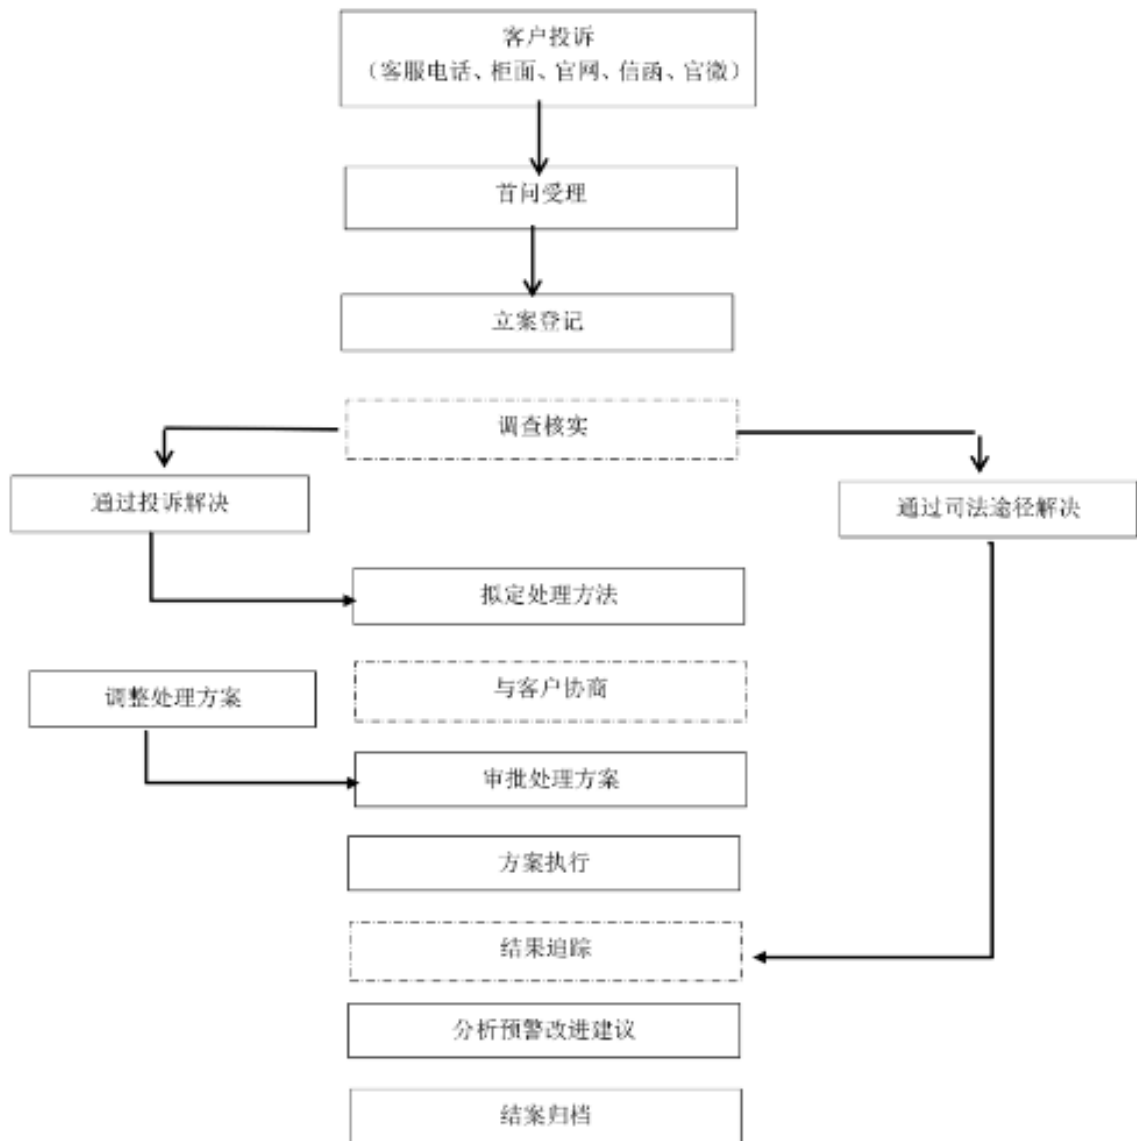 客户投诉
（客服电话、柜面、官网、信函、官微）
首问受理
立案登记
调查核实
通过投诉解决
通过司法途径解决
拟定处理方法
调整处理方案
与客户协商
审批处理方案
方案执行
结果追踪
分析预警改进建议
结案归档